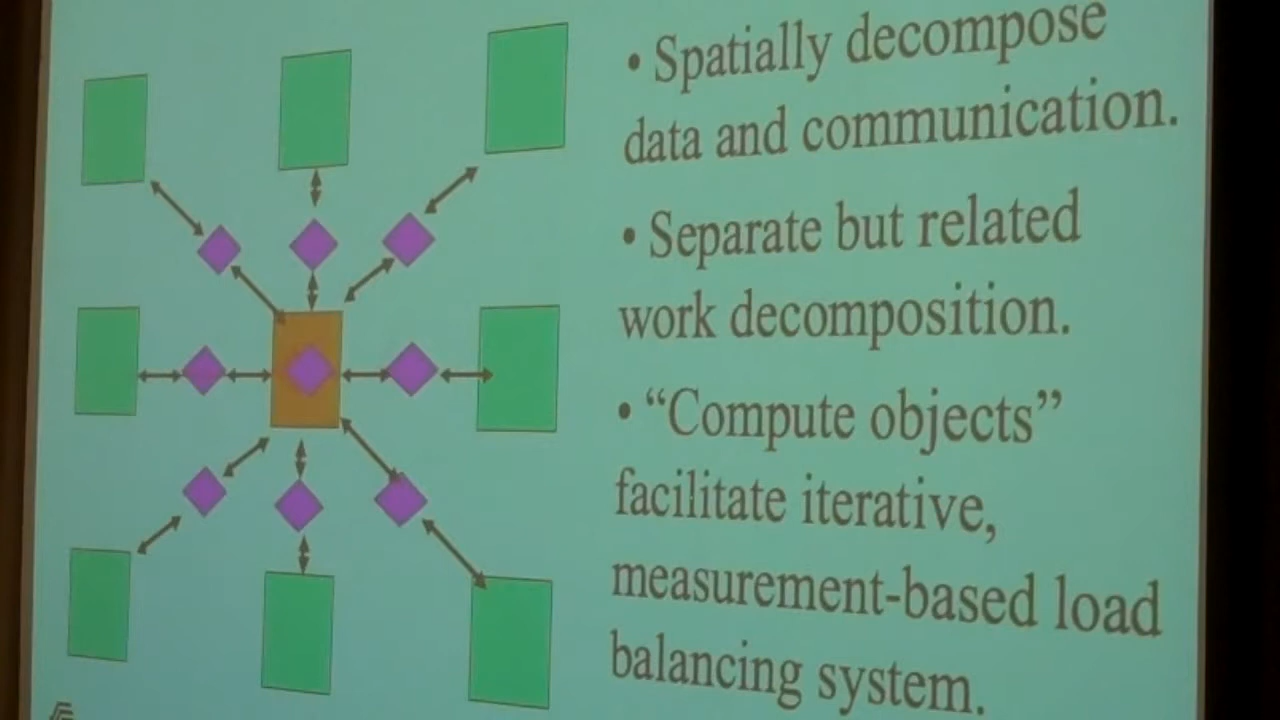 • Spatially decompose
data and communication.
• Separate but related
work decomposition.
• “Compute objects”
facilitate iterative,
measurement-based load
balancing system.